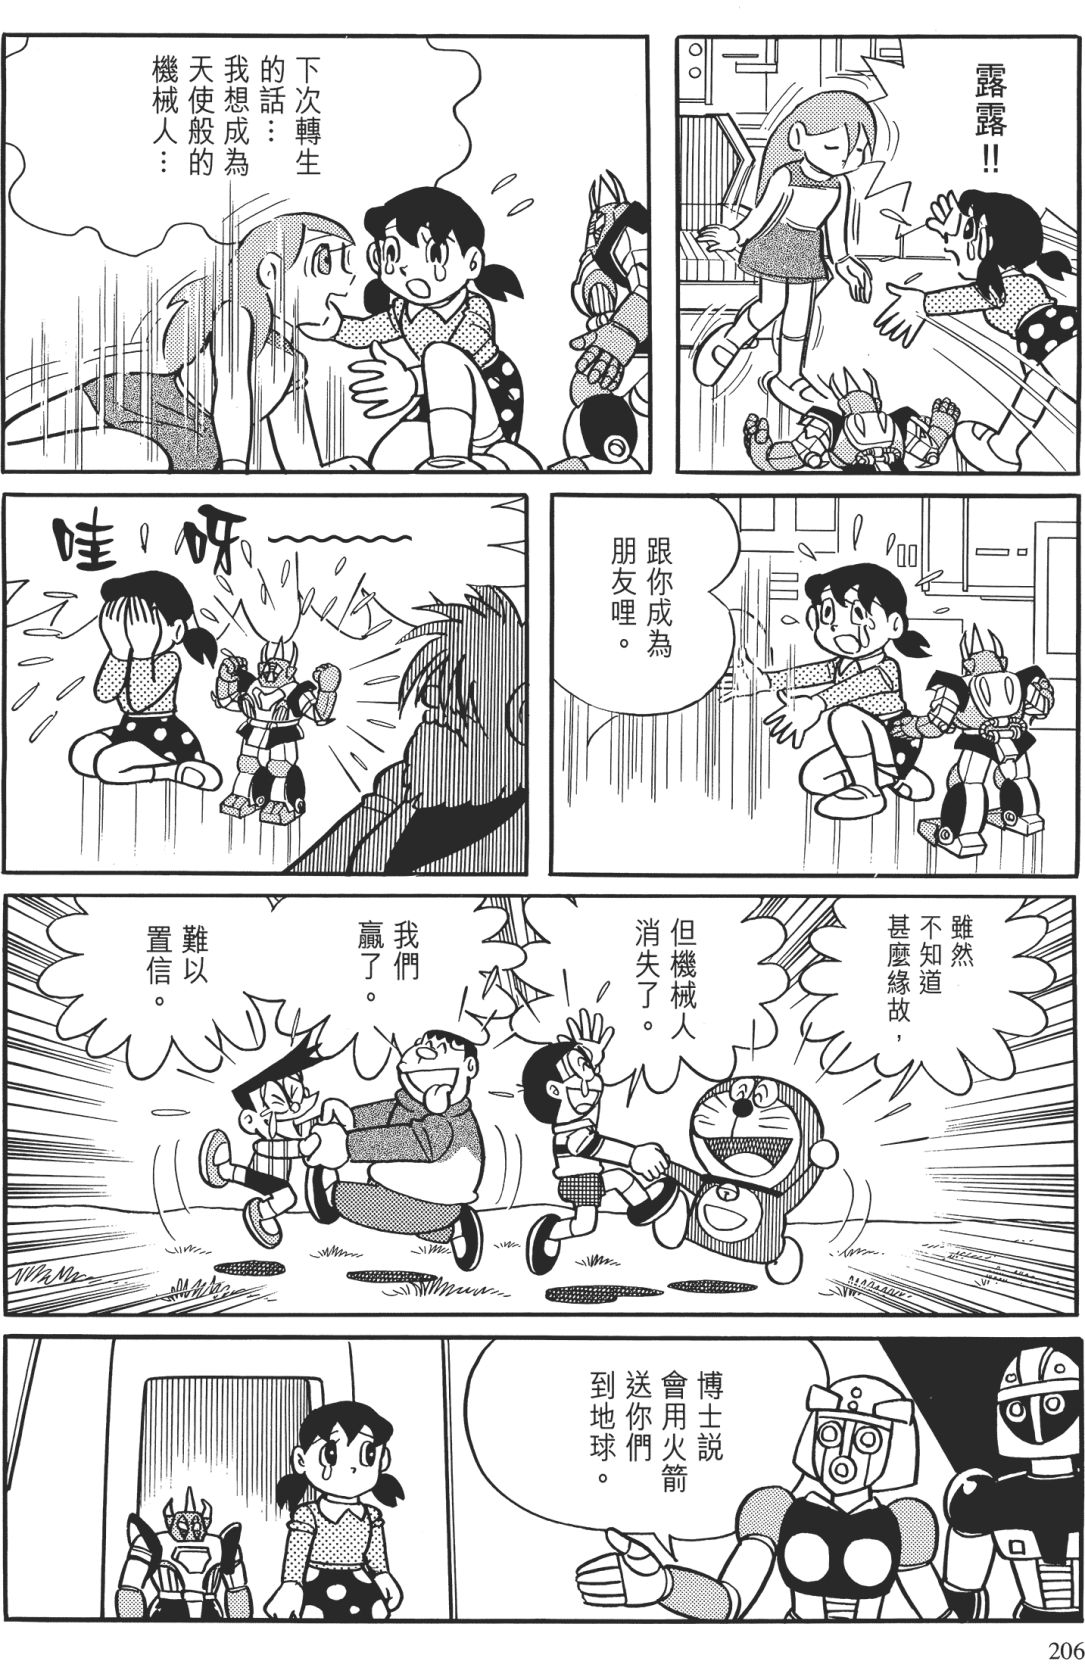 露露!!
下次轉生
的話…
我想成為
天使般的
機械人…
跟你成為
朋友哩。
哇呀～
雖然
不知道
甚麼緣故，
但機械人
消失了。
我們
贏了。
難以
置信。
博士説
會用火箭
送你們
到地球。
206